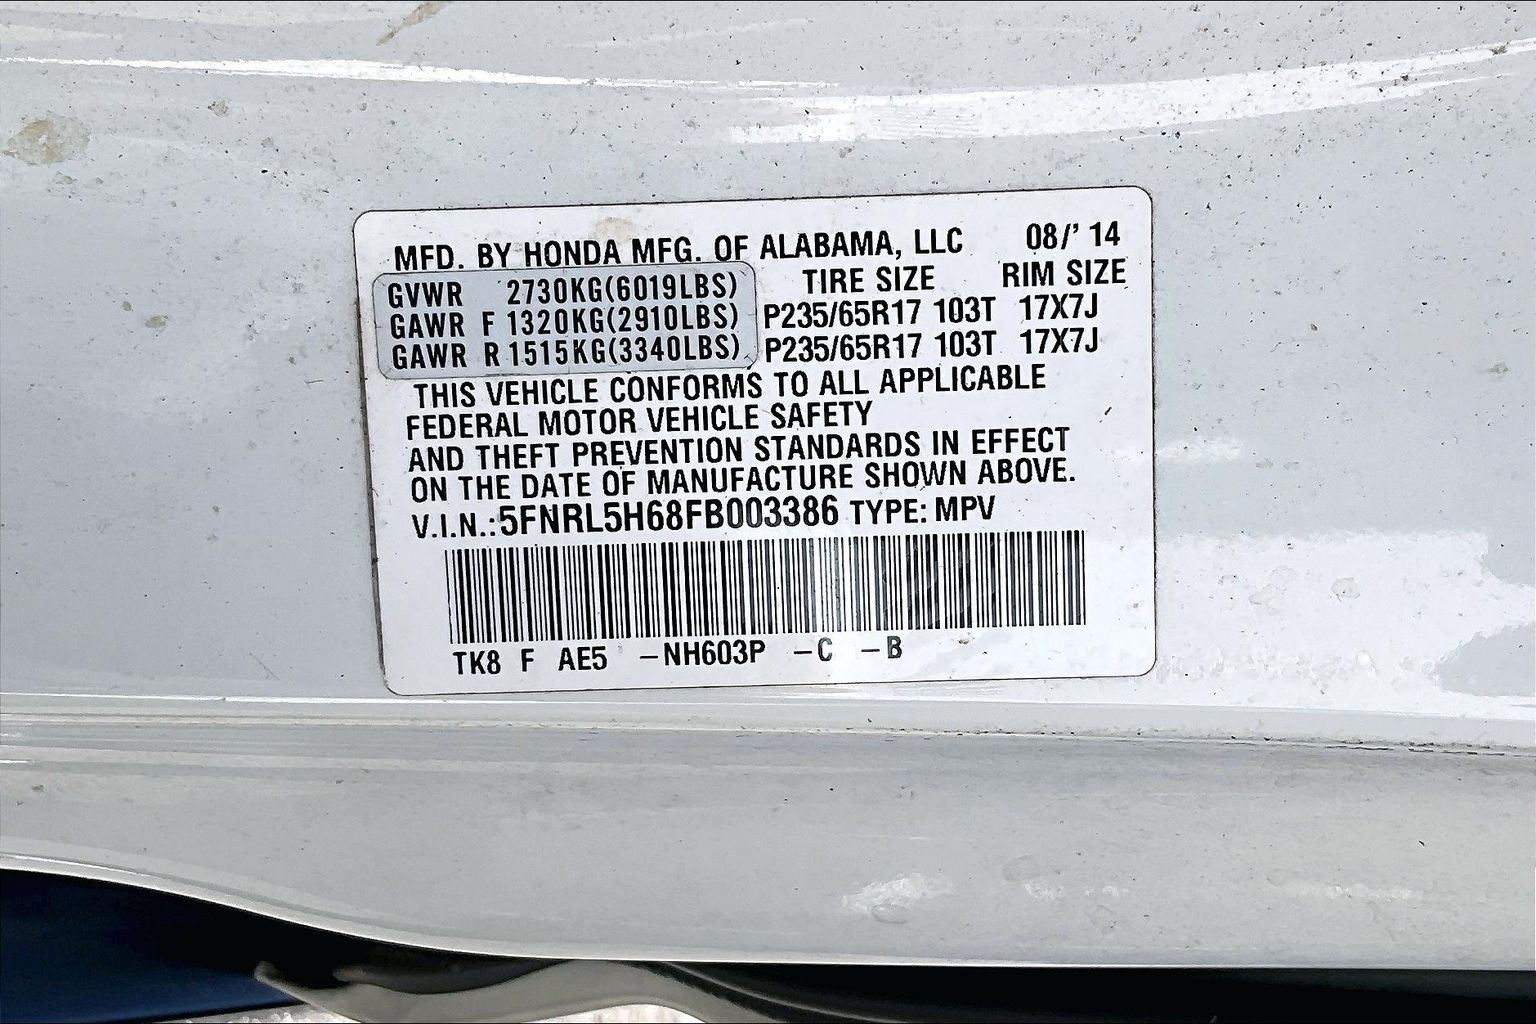 MFD. BY HONDA MFG. OF ALABAMA, LLC 08/' 14
TIRE SIZE RIM SIZE
GVWR 2730KG(6019LBS)
GAWR F 1320KG(2910LBS) P235/65R17 103T 17X7J
GAWR R 1515KG(3340LBS) P235/65R17 103T 17X7J
THIS VEHICLE CONFORMS TO ALL APPLICABLE
FEDERAL MOTOR VEHICLE SAFETY
AND THEFT PREVENTION STANDARDS IN EFFECT
ON THE DATE OF MANUFACTURE SHOWN ABOVE.
V.I.N.:5FNRL5H68FB003386 TYPE: MPV
TK8 F AE5 –NH603P –C –B